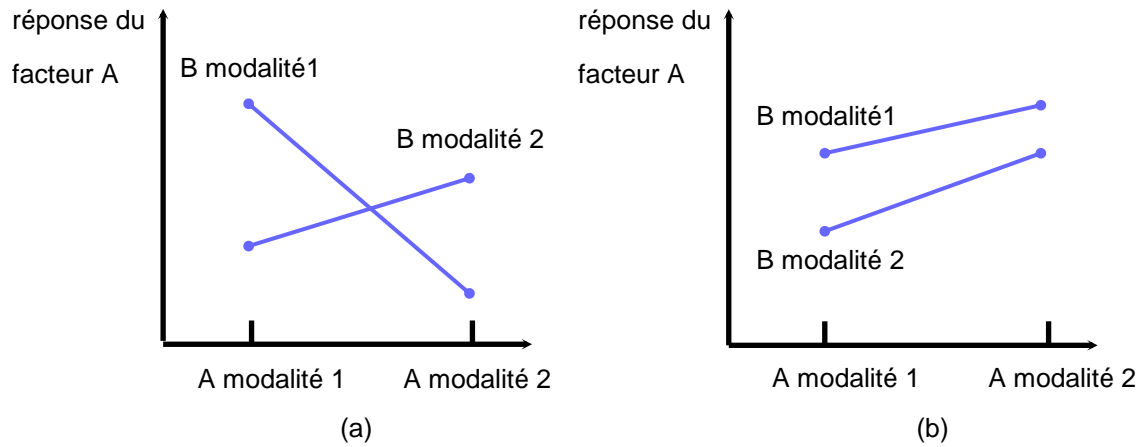 réponse du
facteur A
B modalité1
B modalité 2
A modalité 1
A modalité 2
(a)
réponse du
facteur A
B modalité1
B modalité 2
A modalité 1
A modalité 2
(b)